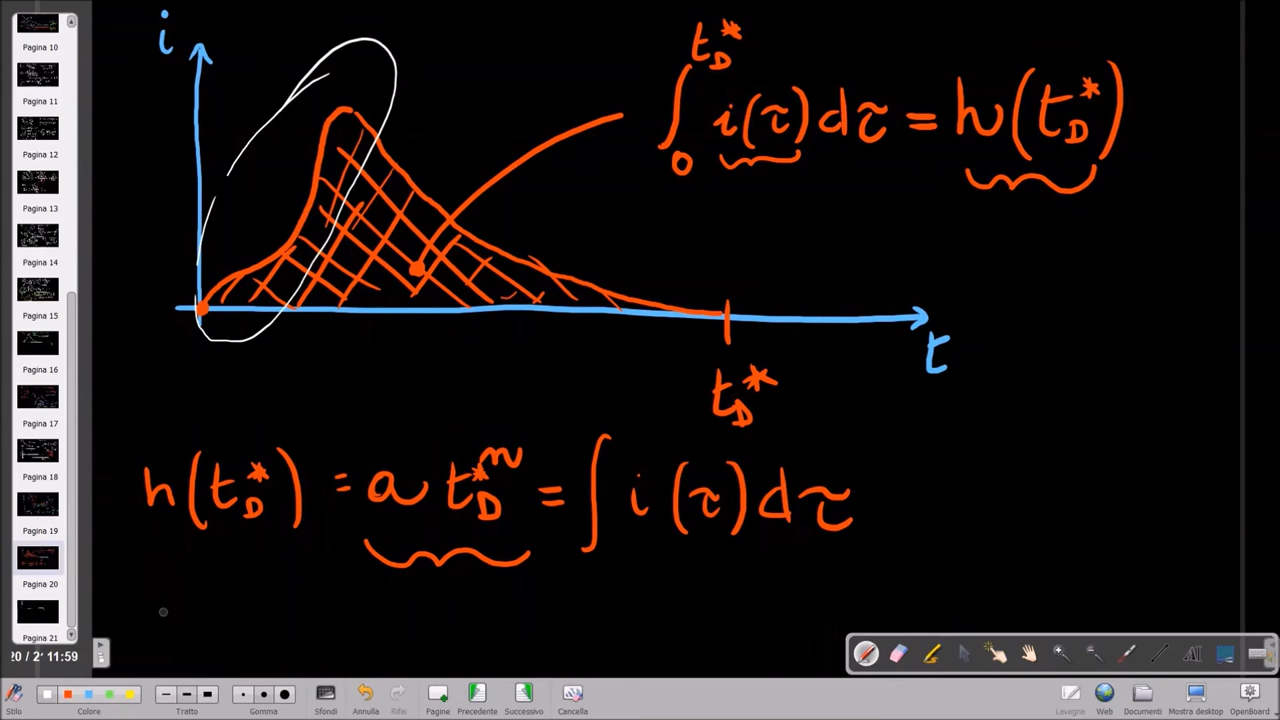 Pagina 10
Pagina 11
Pagina 12
Pagina 13
Pagina 14
Pagina 15
Pagina 16
Pagina 17
Pagina 18
Pagina 19
Pagina 20
Pagina 21
i
t_D^*
∫_0^{t_D^*} i(τ)dτ = h(t_D^*)
t
t_D^*
h(t_D^*) = a t_D^{*n} = ∫ i(τ)dτ
11:59
Stilo
Colore
Tratto
Gomma
Sfondi
Annulla
Rifai
Pagine
Precedente
Successivo
Cancella
Lavagna
Web
Documenti
Mostra desktop
OpenBoard